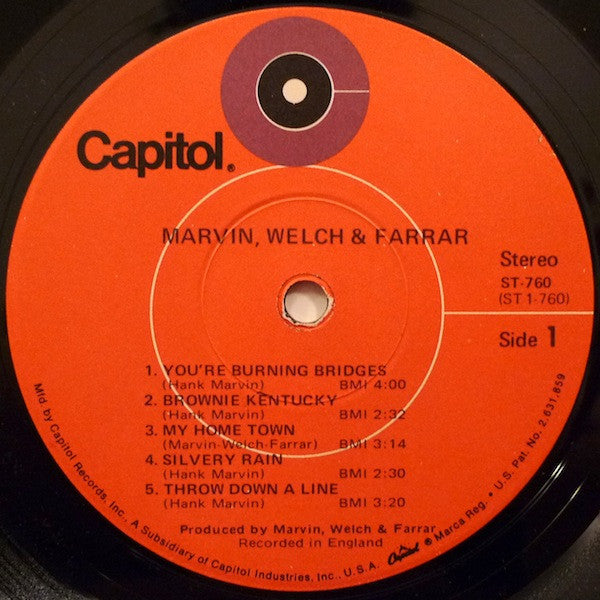 Capitol®
MARVIN, WELCH & FARRAR
Stereo
ST-760
(ST 1-760)
Side 1
1. YOU'RE BURNING BRIDGES
(Hank Marvin) BMI 4:00
2. BROWNIE KENTUCKY
(Hank Marvin) BMI 2:32
3. MY HOME TOWN
(Marvin-Welch-Farrar) BMI 3:14
4. SILVERY RAIN
(Hank Marvin) BMI 2:30
5. THROW DOWN A LINE
(Hank Marvin) BMI 3:20
Produced by Marvin, Welch & Farrar
Recorded in England
Mfd. by Capitol Records, Inc., A Subsidiary of Capitol Industries, Inc., U.S.A. Capitol ® Marca Reg. • U.S. Pat. No. 2,631,859